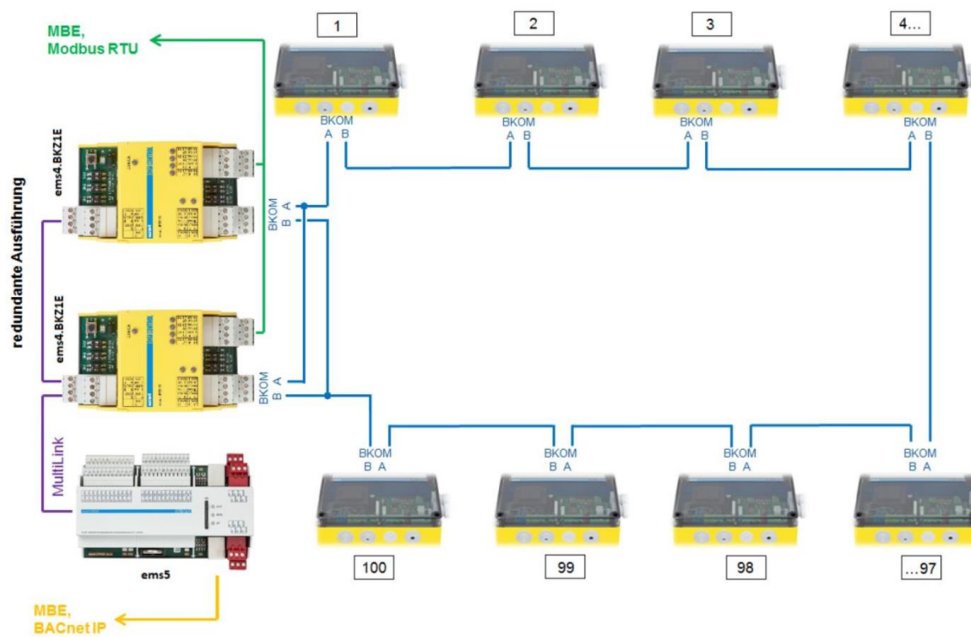 MBE,
Modbus RTU
1
2
3
4...
BKOM
A B
BKOM
A B
BKOM
A B
BKOM
A B
redundante Ausführung
ems4.BKZ1E
BKOM
A
B
ems4.BKZ1E
BKOM
A
B
MultiLink
BKOM
B A
BKOM
B A
BKOM
B A
BKOM
B A
ems5
100
99
98
...97
MBE,
BACnet IP